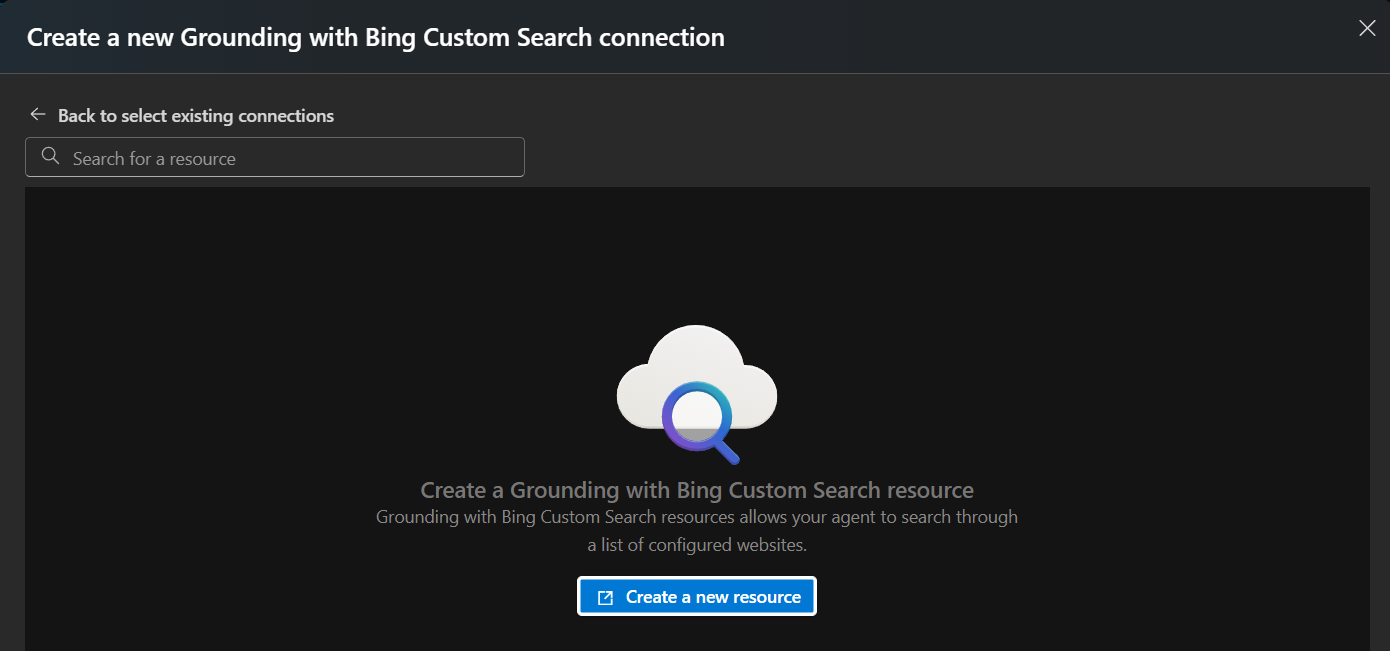 Create a new Grounding with Bing Custom Search connection
Back to select existing connections
Search for a resource
Create a Grounding with Bing Custom Search resource
Grounding with Bing Custom Search resources allows your agent to search through
a list of configured websites.
Create a new resource